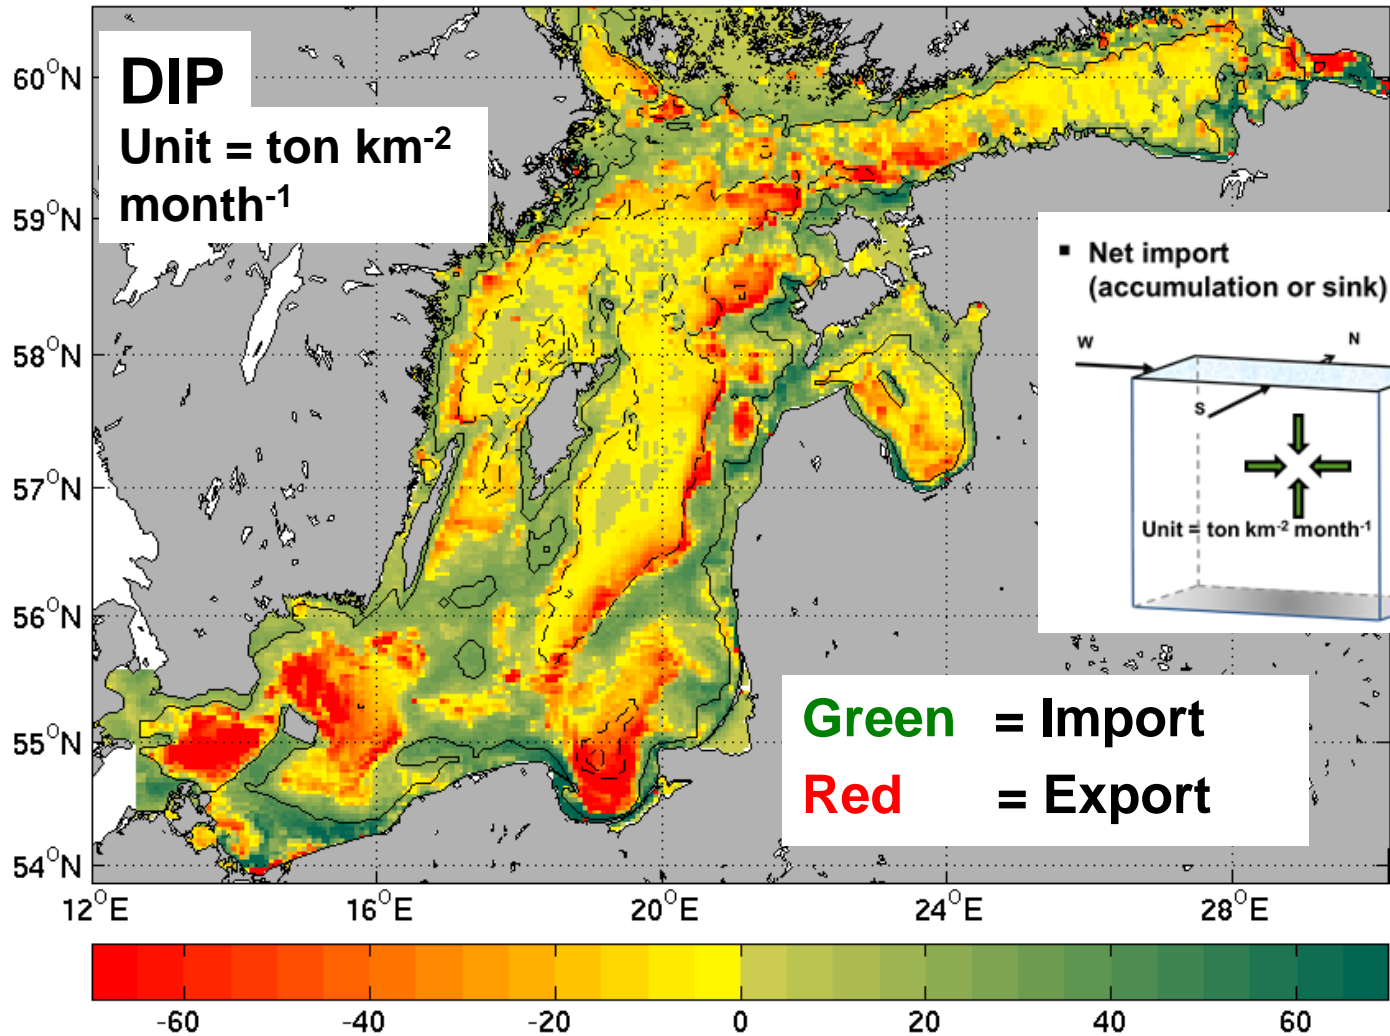 DIP
Unit = ton km-2
month-1
60°N
59°N
58°N
57°N
56°N
55°N
54°N
12°E
16°E
20°E
24°E
28°E
▪ Net import
(accumulation or sink)
W
N
S
Unit = ton km-2 month-1
Green = Import
Red = Export
-60
-40
-20
0
20
40
60